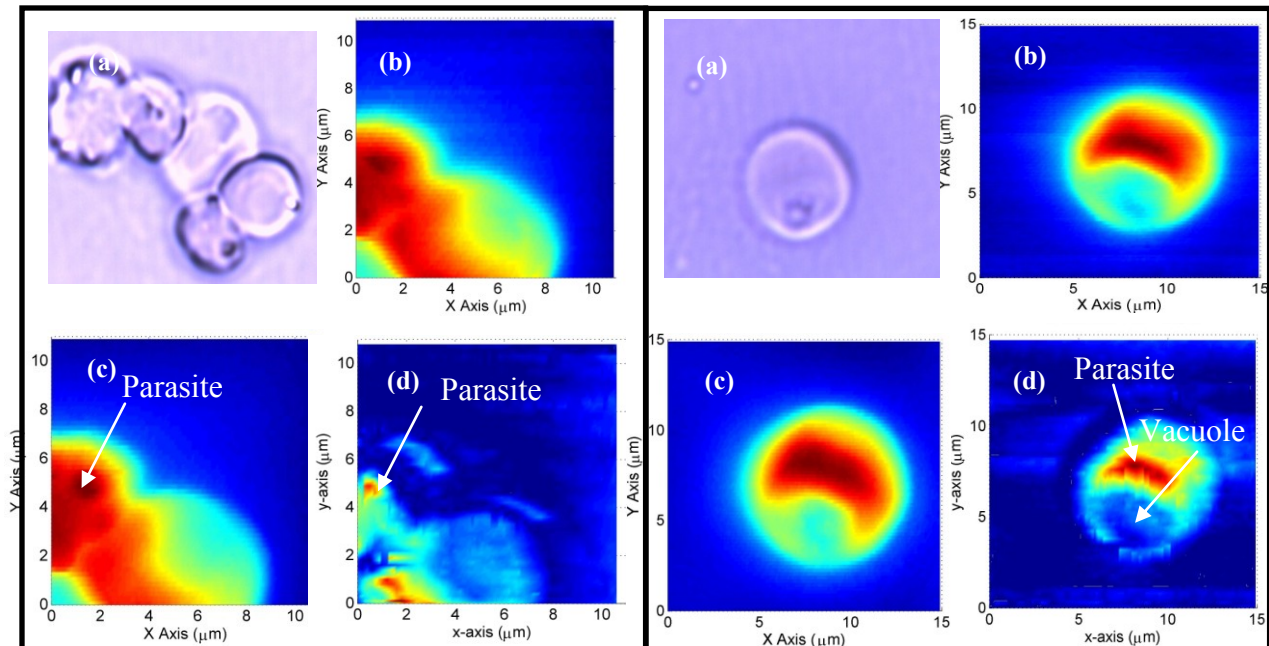 (a)
(b)
10
8
6
4
2
0
Y Axis (μm)
0 2 4 6 8 10
X Axis (μm)
(c)
Parasite
10
8
6
4
2
0
Y Axis (μm)
0 2 4 6 8 10
X Axis (μm)
(d)
Parasite
10
8
6
4
2
0
y-axis (μm)
0 2 4 6 8 10
x-axis (μm)
(a)
(b)
15
10
5
0
Y Axis (μm)
0 5 10 15
X Axis (μm)
(c)
15
10
5
0
Y Axis (μm)
0 5 10 15
X Axis (μm)
(d)
Parasite
Vacuole
15
10
5
0
y-axis (μm)
0 5 10 15
x-axis (μm)